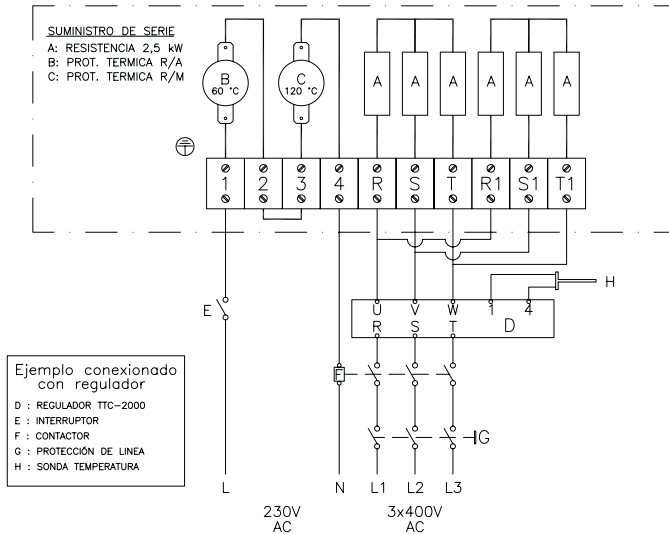 SUMINISTRO DE SERIE
A: RESISTENCIA 2,5 kW
B: PROT. TERMICA R/A
C: PROT. TERMICA R/M
B
60 °C
C
120 °C
A A A A A A
1 2 3 4 R S T R1 S1 T1
E
H
U V W 1 4
R S T D
F
G
Ejemplo conexionado
con regulador
D : REGULADOR TTC-2000
E : INTERRUPTOR
F : CONTACTOR
G : PROTECCIÓN DE LINEA
H : SONDA TEMPERATURA
L N L1 L2 L3
230V 3x400V
AC AC